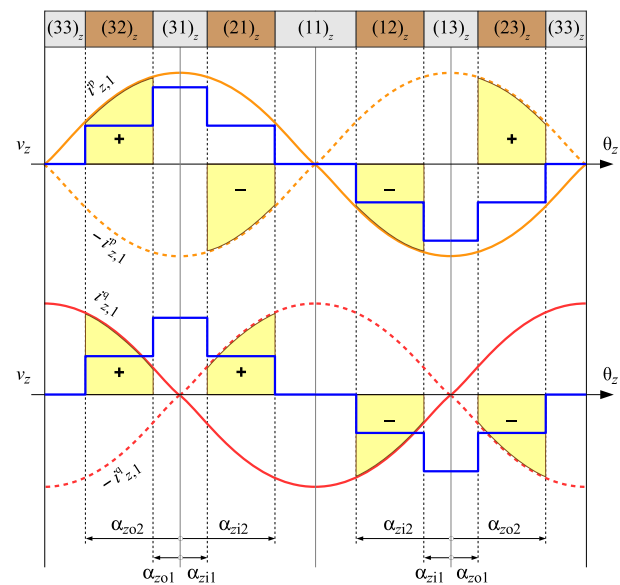 (33)z (32)z (31)z (21)z (11)z (13)z (23)z (33)z
i^p z,1
+ +
vz θz
− −
−i^p z,1
i^q z,1
+ +
vz θz
− −
−i^q z,1
αzo2 αzi2 αzi2 αzo2
αzo1 αzi1 αzi1 αzo1